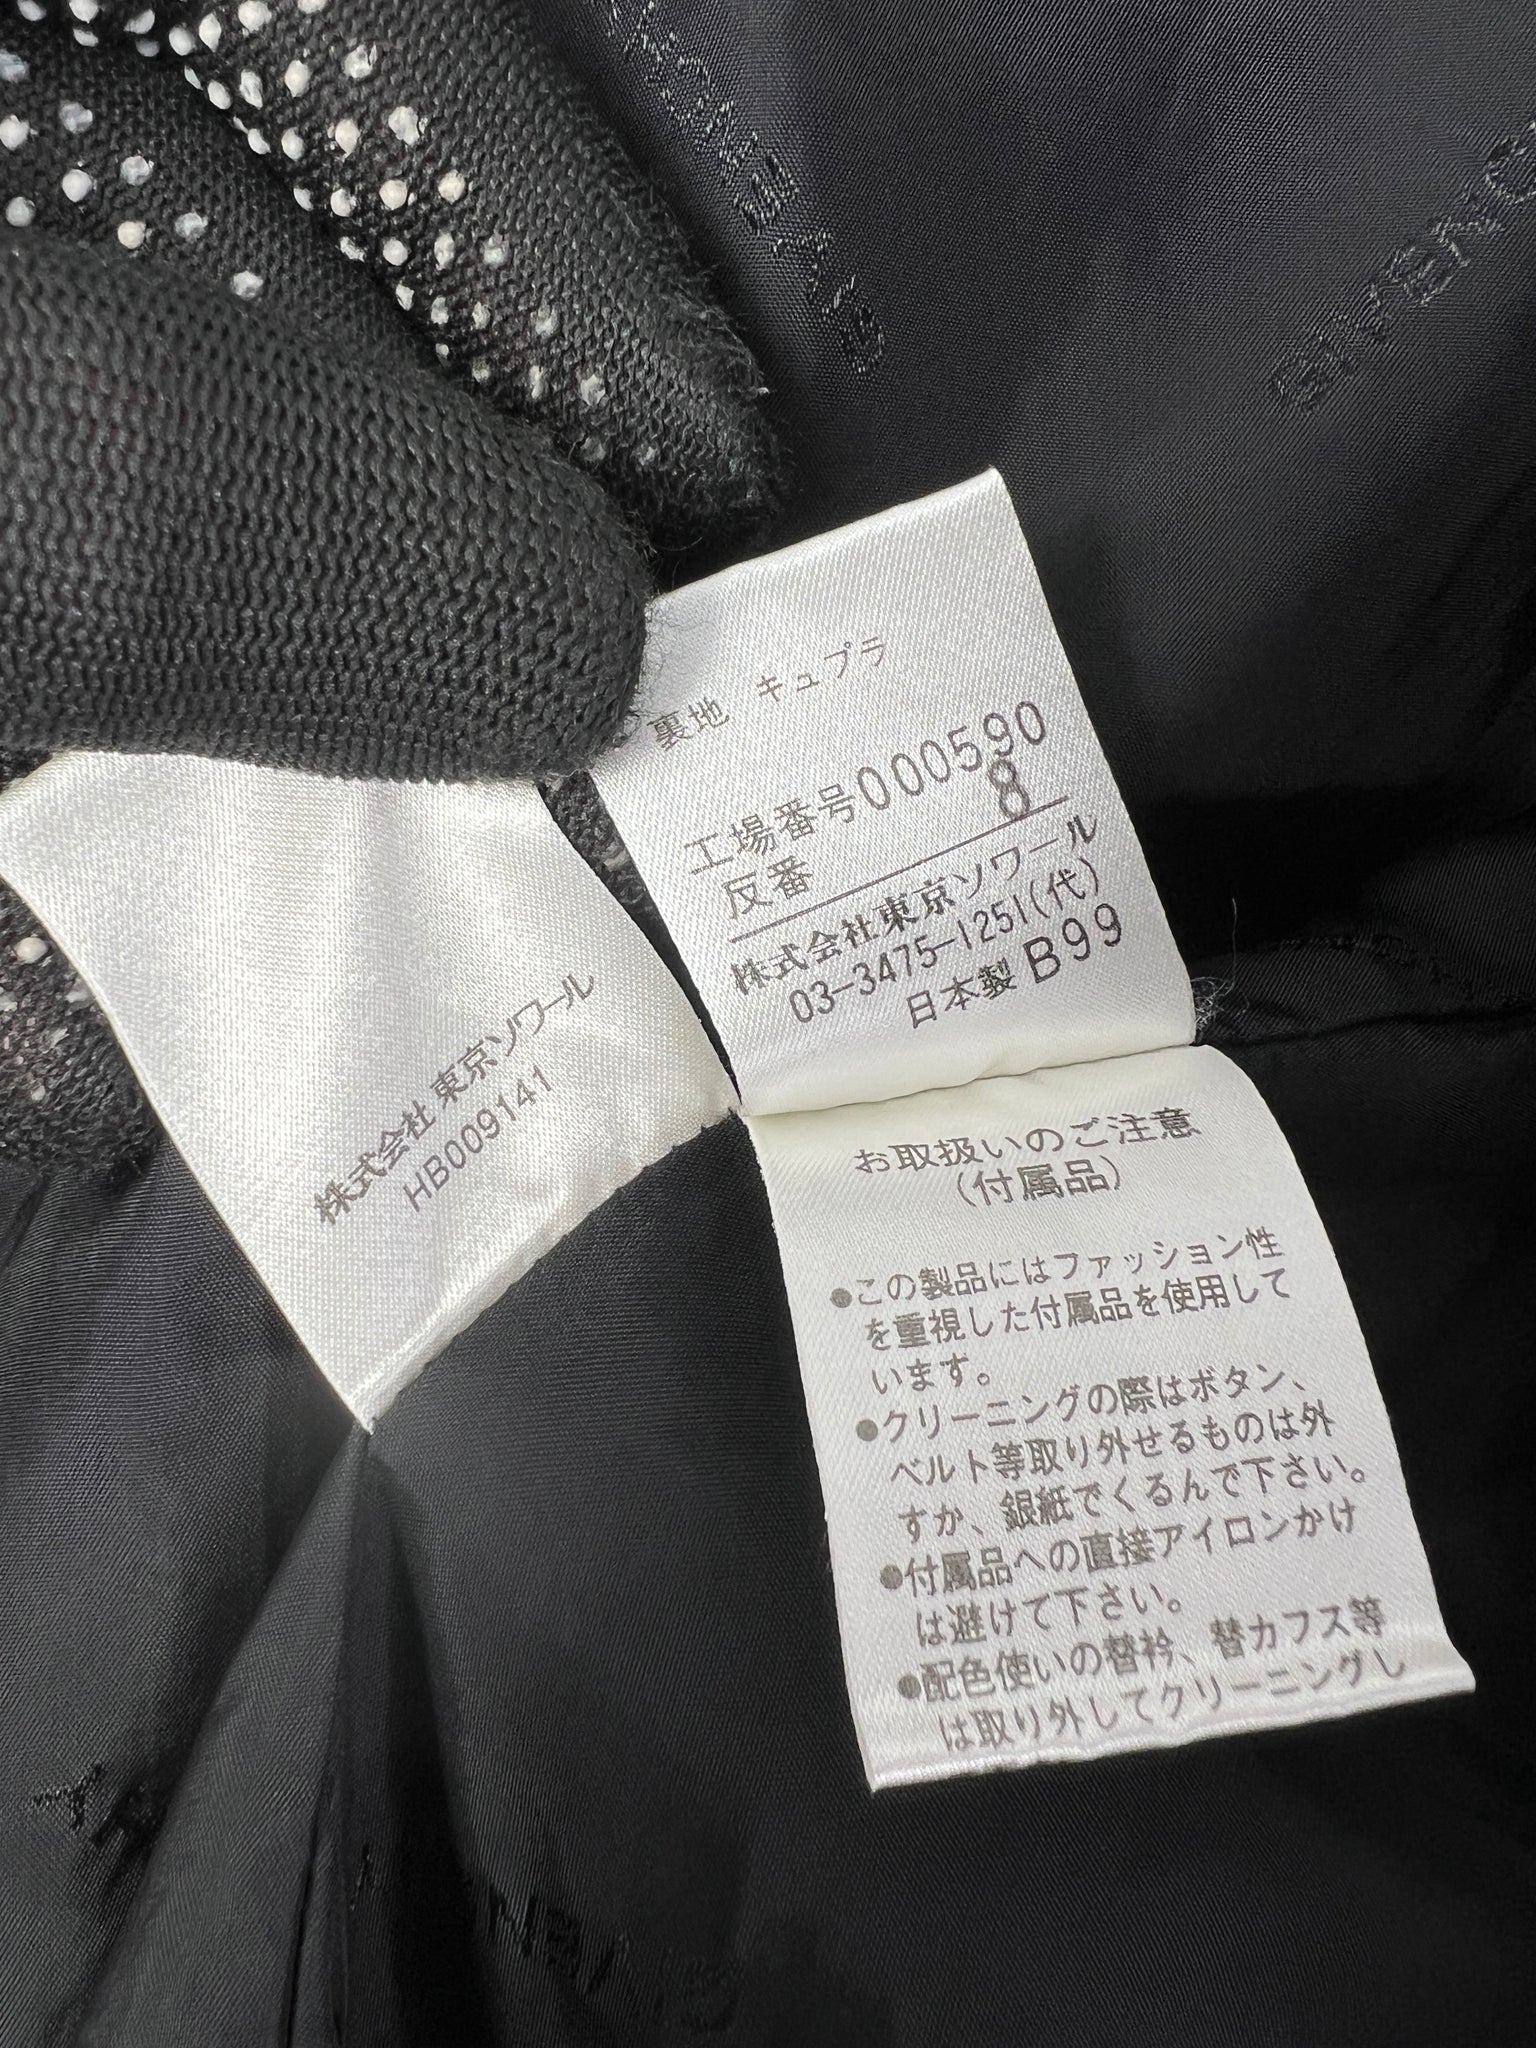 裏地 キュプラ
工場番号000590
反番 8
株式会社東京ソワール
03-3475-1251(代)
日本製 B99
株式会社 東京ソワール
HB009141
お取扱いのご注意
(付属品)
●この製品にはファッション性
を重視した付属品を使用して
います。
●クリーニングの際はボタン、
ベルト等取り外せるものは外
すか、銀紙でくるんで下さい。
●付属品への直接アイロンかけ
は避けて下さい。
●配色使いの替衿、替カフス等
は取り外してクリーニングし